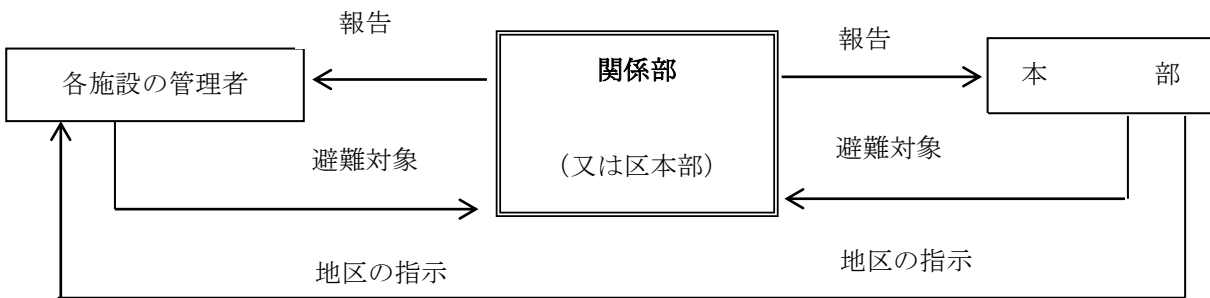 報告
報告
各施設の管理者
関係部
本　　　部
避難対象
（又は区本部）
避難対象
地区の指示
地区の指示